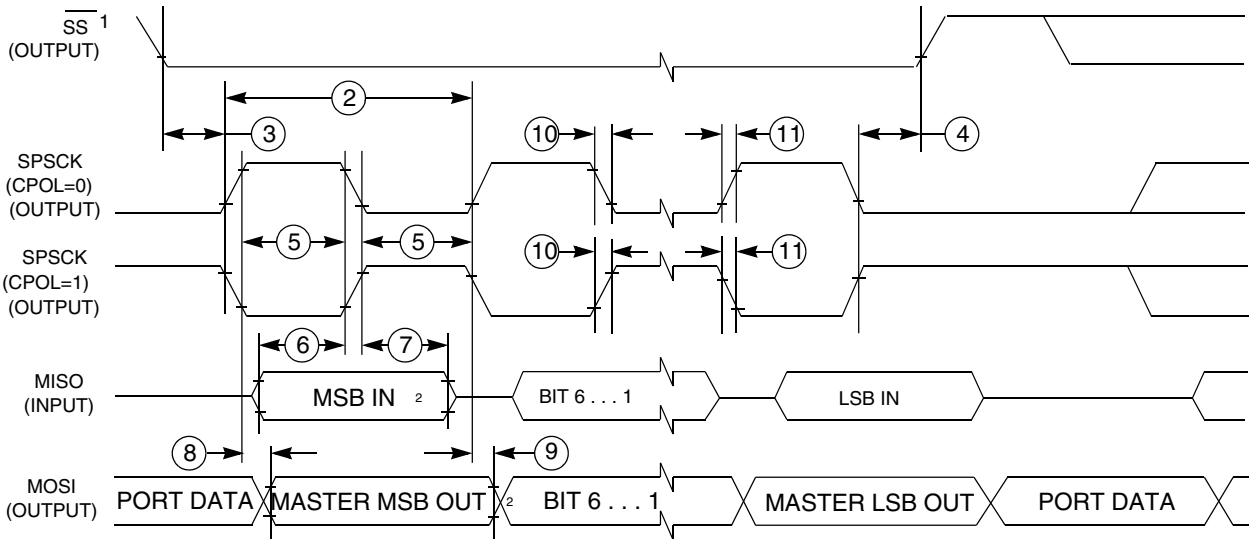 SS 1
(OUTPUT)
2
3
10
11
4
SPSCK
(CPOL=0)
(OUTPUT)
5
5
SPSCK
(CPOL=1)
(OUTPUT)
10
11
6
7
MISO
(INPUT)
MSB IN 2
BIT 6 . . . 1
LSB IN
8
9
MOSI
(OUTPUT)
PORT DATA
MASTER MSB OUT 2
BIT 6 . . . 1
MASTER LSB OUT
PORT DATA